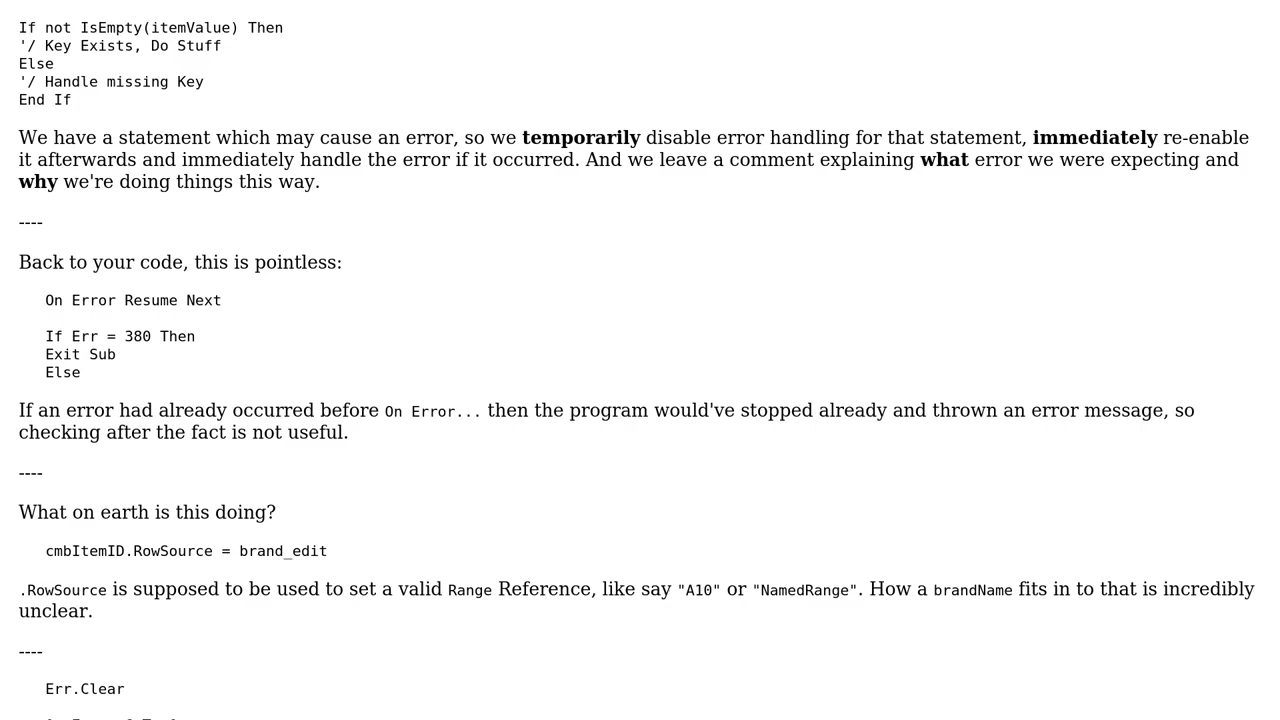 If not IsEmpty(itemValue) Then
'/ Key Exists, Do Stuff
Else
'/ Handle missing Key
End If
We have a statement which may cause an error, so we temporarily disable error handling for that statement, immediately re-enable
it afterwards and immediately handle the error if it occurred. And we leave a comment explaining what error we were expecting and
why we're doing things this way.
----
Back to your code, this is pointless:
On Error Resume Next
If Err = 380 Then
Exit Sub
Else
If an error had already occurred before On Error... then the program would've stopped already and thrown an error message, so
checking after the fact is not useful.
----
What on earth is this doing?
cmbItemID.RowSource = brand_edit
.RowSource is supposed to be used to set a valid Range Reference, like say "A10" or "NamedRange". How a brandName fits in to that is incredibly
unclear.
----
Err.Clear